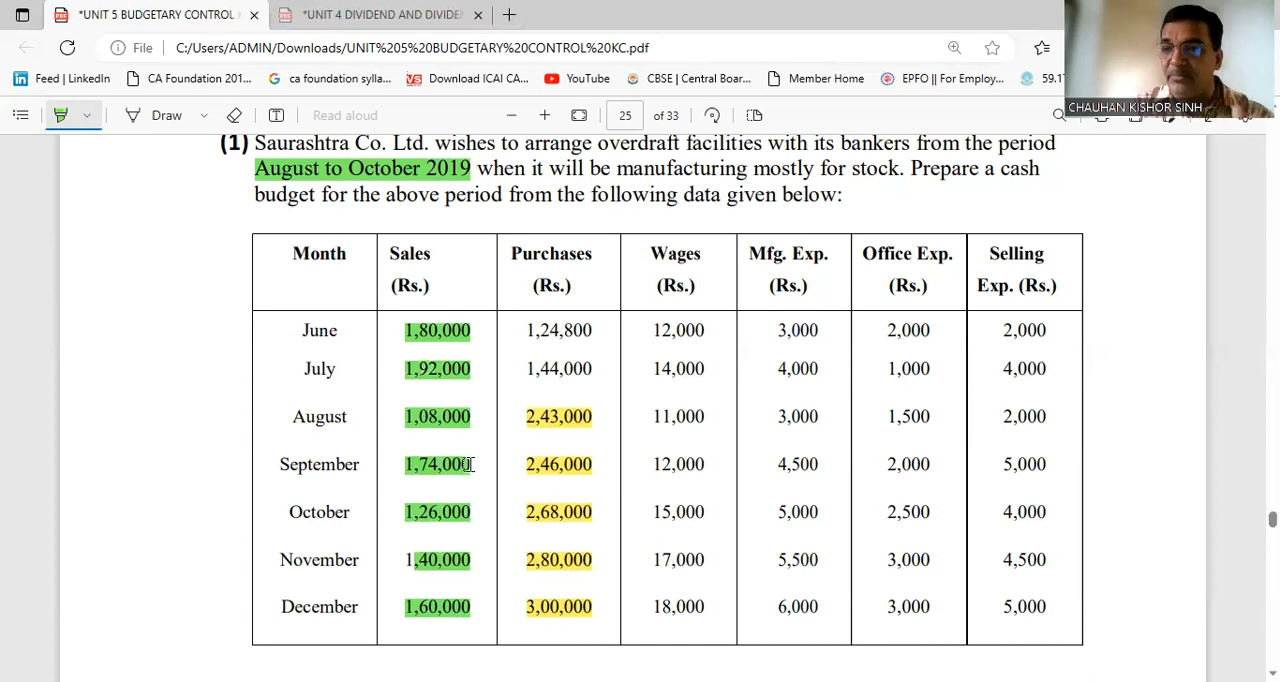 *UNIT 5 BUDGETARY CONTROL
*UNIT 4 DIVIDEND AND DIVIDE
File C:/Users/ADMIN/Downloads/UNIT%205%20BUDGETARY%20CONTROL%20KC.pdf
Feed | LinkedIn CA Foundation 201... ca foundation sylla... Download ICAI CA... YouTube CBSE | Central Boar... Member Home EPFO || For Employ... 59.1
CHAUHAN KISHOR SINH
Draw Read aloud 25 of 33
(1) Saurashtra Co. Ltd. wishes to arrange overdraft facilities with its bankers from the period
August to October 2019 when it will be manufacturing mostly for stock. Prepare a cash
budget for the above period from the following data given below:
Month Sales Purchases Wages Mfg. Exp. Office Exp. Selling
(Rs.) (Rs.) (Rs.) (Rs.) (Rs.) Exp. (Rs.)
June 1,80,000 1,24,800 12,000 3,000 2,000 2,000
July 1,92,000 1,44,000 14,000 4,000 1,000 4,000
August 1,08,000 2,43,000 11,000 3,000 1,500 2,000
September 1,74,000 2,46,000 12,000 4,500 2,000 5,000
October 1,26,000 2,68,000 15,000 5,000 2,500 4,000
November 1,40,000 2,80,000 17,000 5,500 3,000 4,500
December 1,60,000 3,00,000 18,000 6,000 3,000 5,000